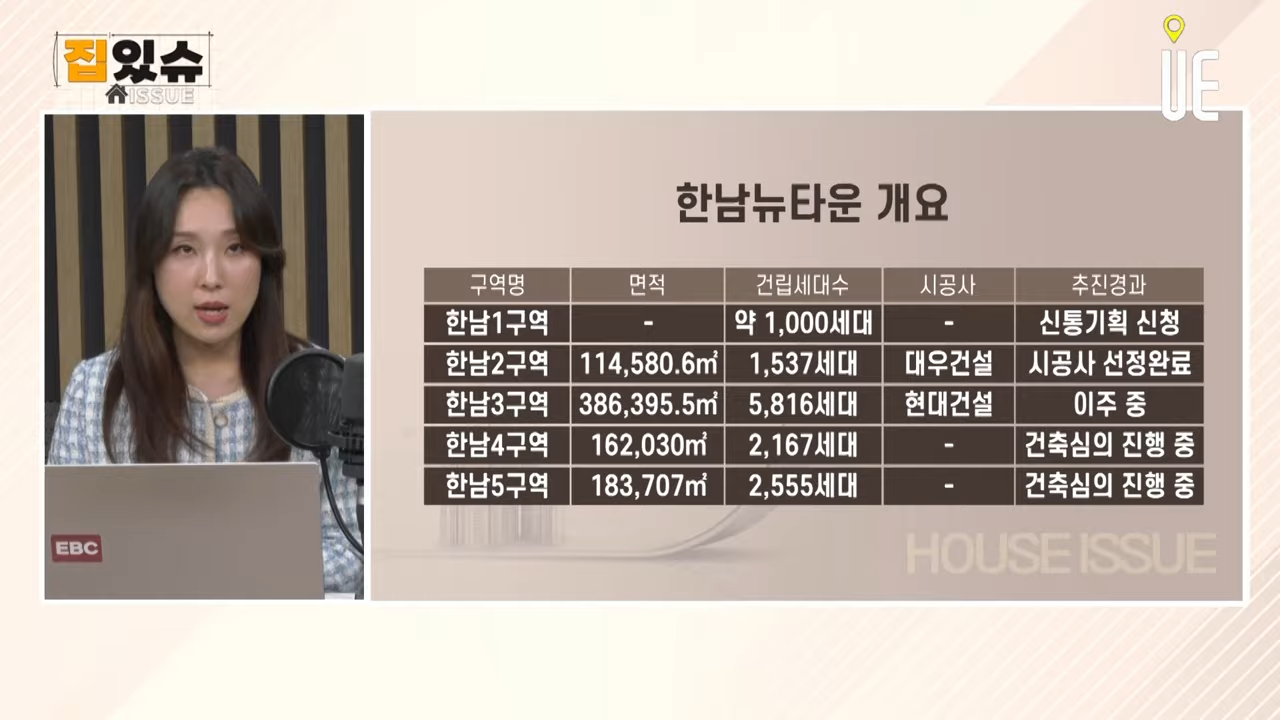 집있슈
ISSUE
UE
한남뉴타운 개요
구역명 면적 건립세대수 시공사 추진경과
한남1구역 - 약 1,000세대 - 신통기획 신청
한남2구역 114,580.6㎡ 1,537세대 대우건설 시공사 선정완료
한남3구역 386,395.5㎡ 5,816세대 현대건설 이주 중
한남4구역 162,030㎡ 2,167세대 - 건축심의 진행 중
한남5구역 183,707㎡ 2,555세대 - 건축심의 진행 중
EBC
HOUSE ISSUE